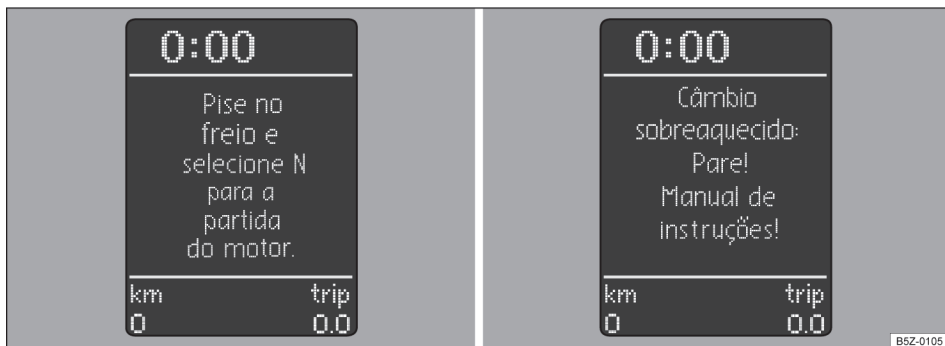 0:00
Pise no
freio e
selecione N
para a
partida
do motor.
km trip
0 0.0
0:00
Câmbio
sobreaquecido:
Pare!
Manual de
instruções!
km trip
0 0.0
B5Z-0105